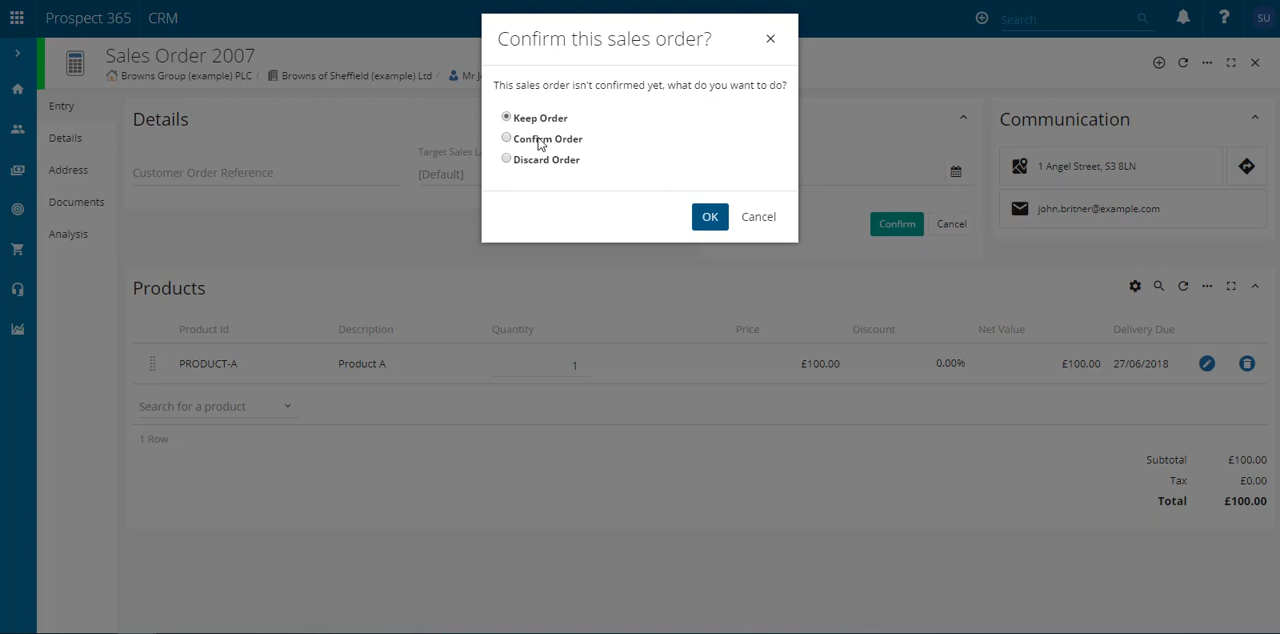 Prospect 365 CRM
Search
SU
Confirm this sales order?
This sales order isn't confirmed yet, what do you want to do?
Keep Order
Confirm Order
Discard Order
OK Cancel
Sales Order 2007
Browns Group (example) PLC / Browns of Sheffield (example) Ltd / Mr
Entry
Details
Address
Documents
Analysis
Details
Target Sales
Customer Order Reference
[Default]
Confirm Cancel
Communication
1 Angel Street, S3 8LN
john.britner@example.com
Products
Product Id Description Quantity Price Discount Net Value Delivery Due
PRODUCT-A Product A 1 £100.00 0.00% £100.00 27/06/2018
Search for a product
1 Row
Subtotal £100.00
Tax £0.00
Total £100.00